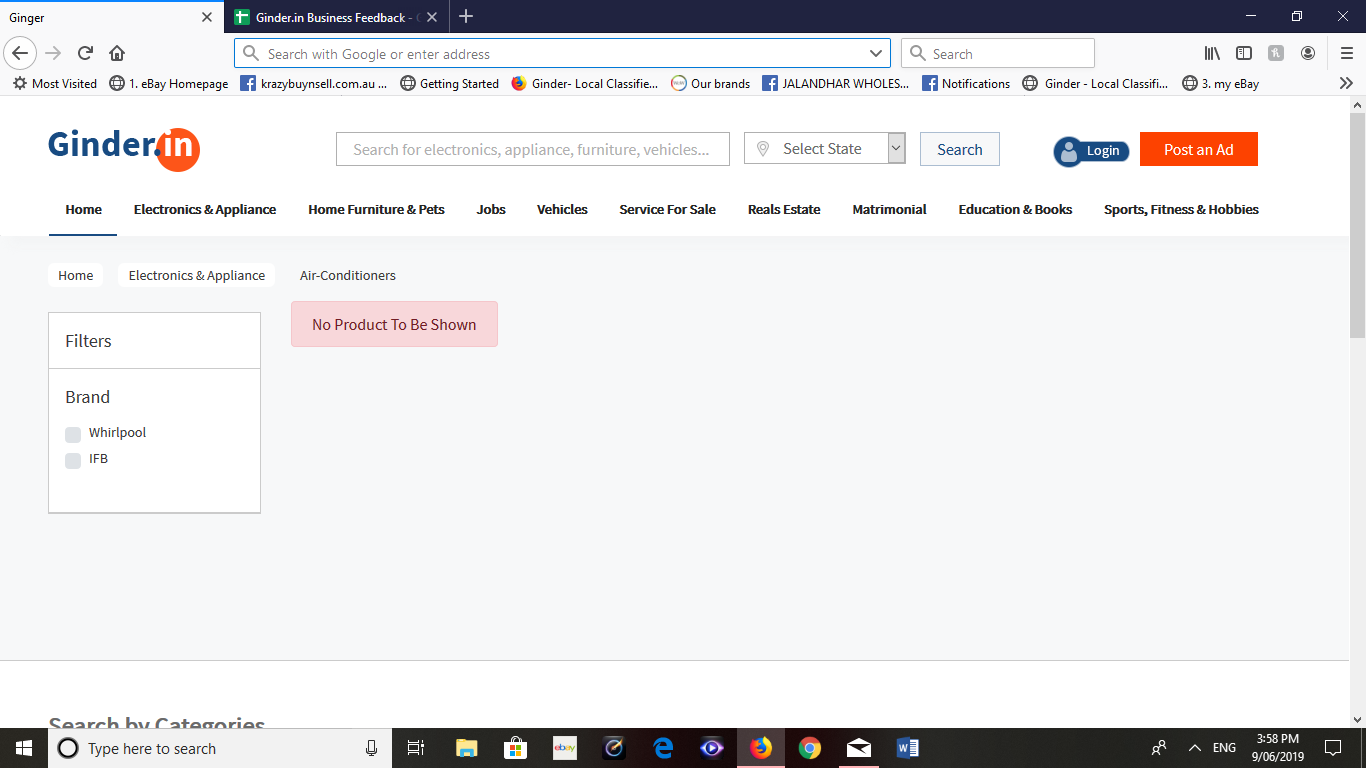 Ginger
Ginder.in Business Feedback -
Search with Google or enter address
Search
Most Visited
1. eBay Homepage
krazybuynsell.com.au ...
Getting Started
Ginder- Local Classifie...
Our brands
JALANDHAR WHOLES...
Notifications
Ginder - Local Classifi...
3. my eBay
Ginder.in
Search for electronics, appliance, furniture, vehicles...
Select State
Search
Login
Post an Ad
Home
Electronics & Appliance
Home Furniture & Pets
Jobs
Vehicles
Service For Sale
Reals Estate
Matrimonial
Education & Books
Sports, Fitness & Hobbies
Home
Electronics & Appliance
Air-Conditioners
No Product To Be Shown
Filters
Brand
Whirlpool
IFB
Search by Categories
Type here to search
ebay
ENG
3:58 PM
9/06/2019